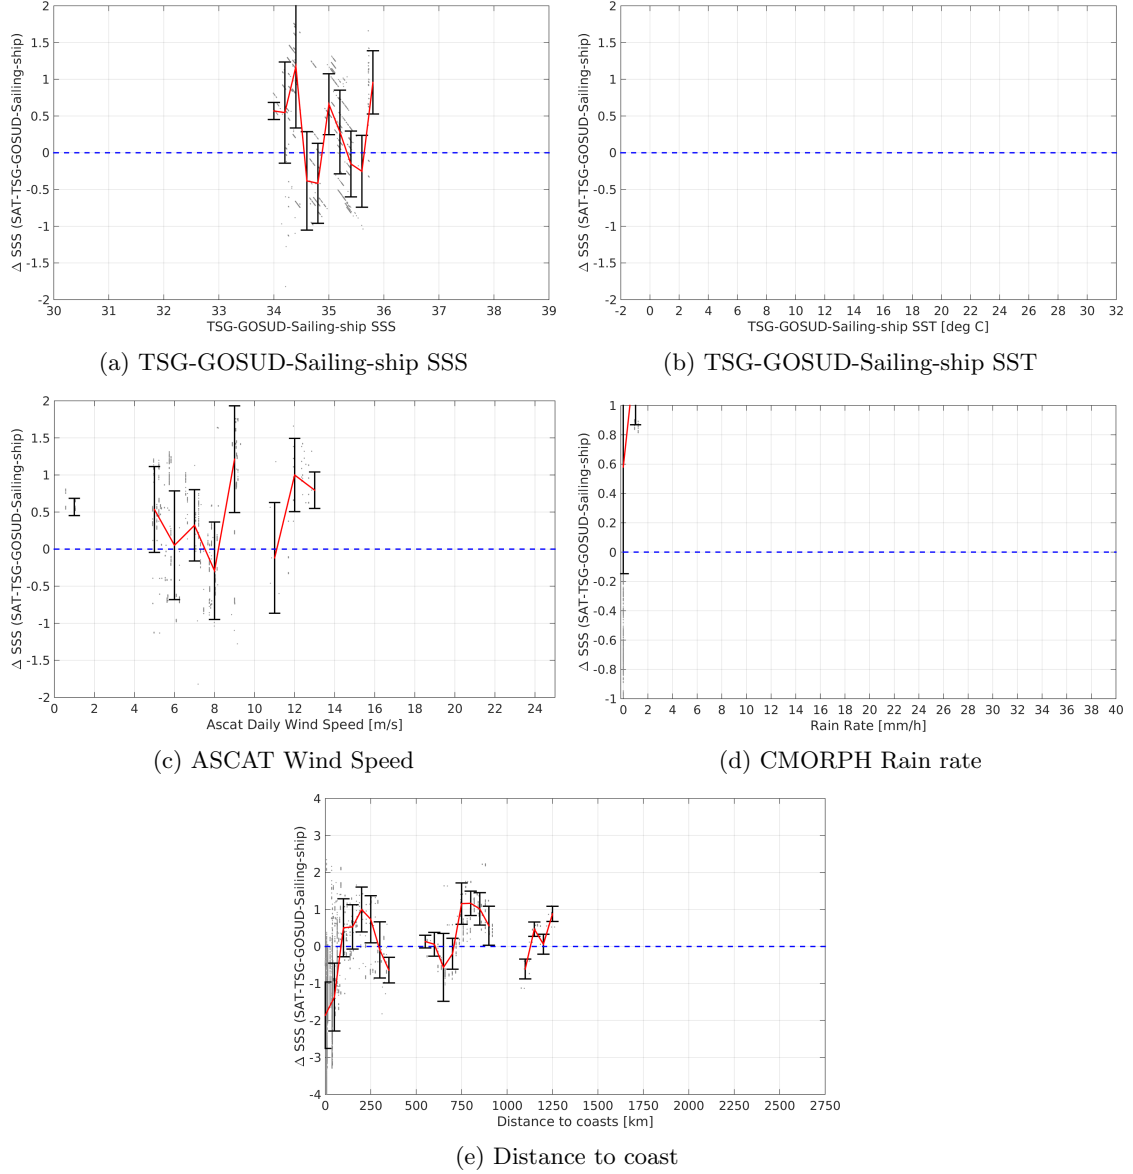 2
1.5
1
0.5
0
-0.5
-1
-1.5
-2
Δ SSS (SAT-TSG-GOSUD-Sailing-ship)
30 31 32 33 34 35 36 37 38 39
TSG-GOSUD-Sailing-ship SSS
(a) TSG-GOSUD-Sailing-ship SSS
2
1.5
1
0.5
0
-0.5
-1
-1.5
-2
Δ SSS (SAT-TSG-GOSUD-Sailing-ship)
-2 0 2 4 6 8 10 12 14 16 18 20 22 24 26 28 30 32
TSG-GOSUD-Sailing-ship SST [deg C]
(b) TSG-GOSUD-Sailing-ship SST
2
1.5
1
0.5
0
-0.5
-1
-1.5
-2
Δ SSS (SAT-TSG-GOSUD-Sailing-ship)
0 2 4 6 8 10 12 14 16 18 20 22 24
Ascat Daily Wind Speed [m/s]
(c) ASCAT Wind Speed
1
0.8
0.6
0.4
0.2
0
-0.2
-0.4
-0.6
-0.8
-1
Δ SSS (SAT-TSG-GOSUD-Sailing-ship)
0 2 4 6 8 10 12 14 16 18 20 22 24 26 28 30 32 34 36 38 40
Rain Rate [mm/h]
(d) CMORPH Rain rate
4
3
2
1
0
-1
-2
-3
-4
Δ SSS (SAT-TSG-GOSUD-Sailing-ship)
0 250 500 750 1000 1250 1500 1750 2000 2250 2500 2750
Distance to coasts [km]
(e) Distance to coast